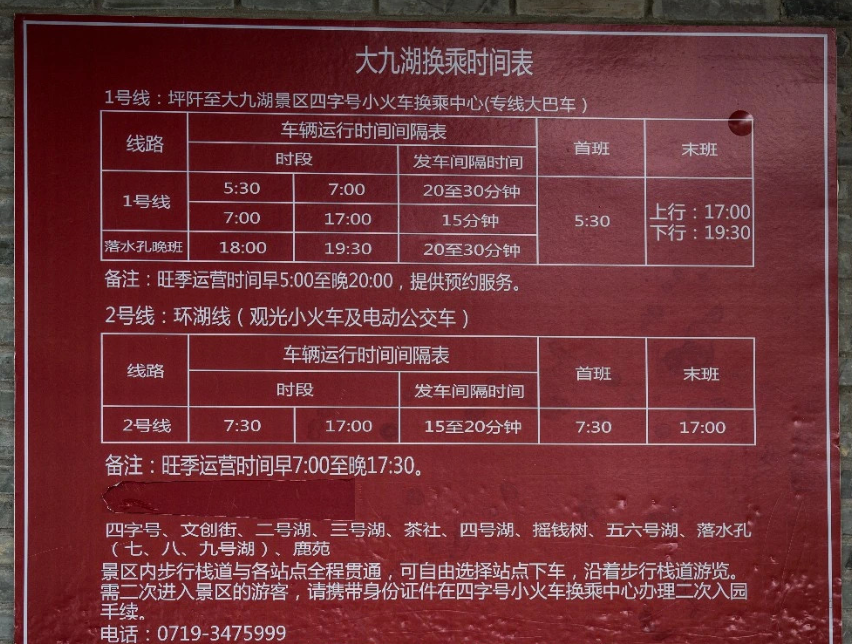 大九湖换乘时间表
1号线：坪阡至大九湖景区四字号小火车换乘中心(专线大巴车）
线路 车辆运行时间间隔表 首班 末班
时段 发车间隔时间
1号线 5:30 7:00 20至30分钟 5:30 上行：17:00
7:00 17:00 15分钟 下行：19:30
落水孔晚班 18:00 19:30 20至30分钟
备注：旺季运营时间早5:00至晚20:00，提供预约服务。
2号线：环湖线（观光小火车及电动公交车）
线路 车辆运行时间间隔表 首班 末班
时段 发车间隔时间
2号线 7:30 17:00 15至20分钟 7:30 17:00
备注：旺季运营时间早7:00至晚17:30。
四字号、文创街、二号湖、三号湖、茶社、四号湖、摇钱树、五六号湖、落水孔
（七、八、九号湖）、鹿苑
景区内步行栈道与各站点全程贯通，可自由选择站点下车，沿着步行栈道游览。
需二次进入景区的游客，请携带身份证件在四字号小火车换乘中心办理二次入园
手续。
电话：0719-3475999